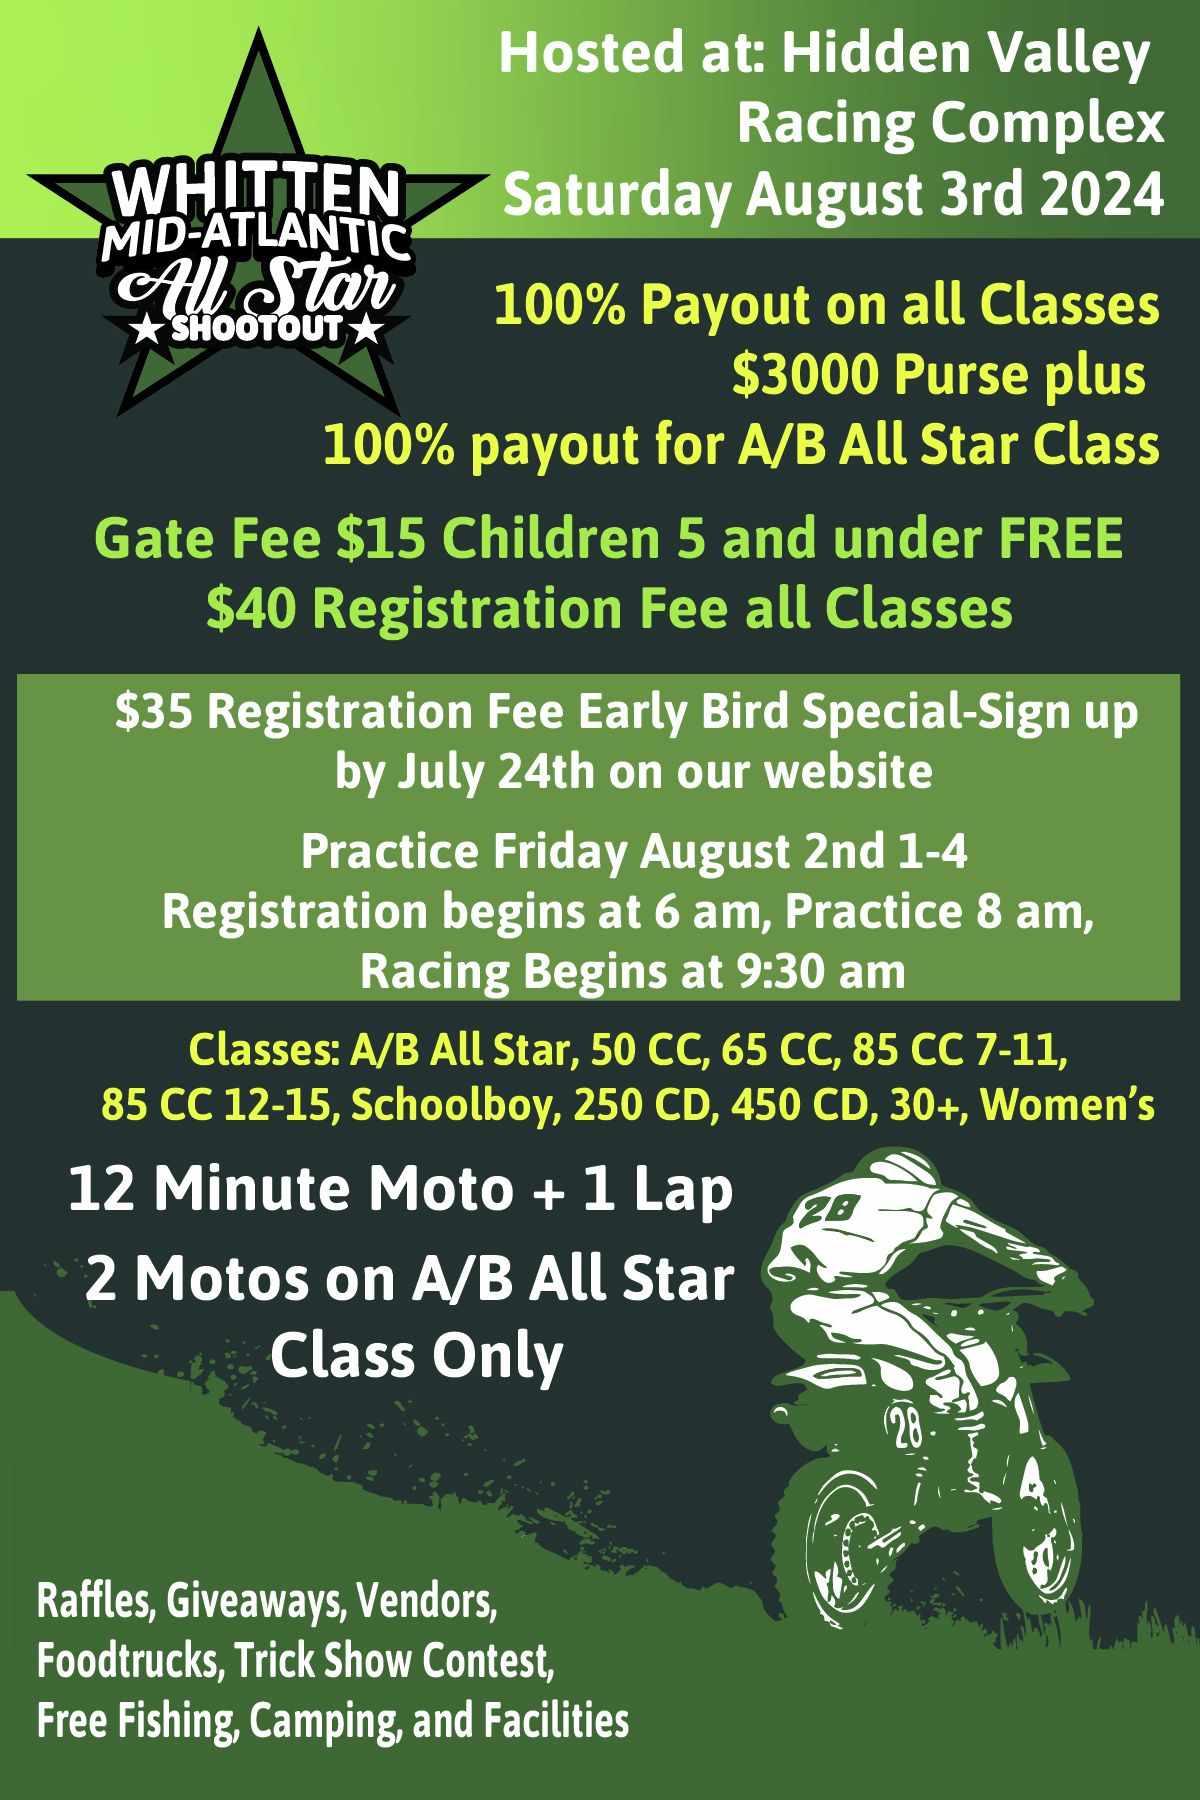 WHITTEN
MID-ATLANTIC
All Star
SHOOTOUT
Hosted at: Hidden Valley
Racing Complex
Saturday August 3rd 2024
100% Payout on all Classes
$3000 Purse plus
100% payout for A/B All Star Class
Gate Fee $15 Children 5 and under FREE
$40 Registration Fee all Classes
$35 Registration Fee Early Bird Special-Sign up
by July 24th on our website
Practice Friday August 2nd 1-4
Registration begins at 6 am, Practice 8 am,
Racing Begins at 9:30 am
Classes: A/B All Star, 50 CC, 65 CC, 85 CC 7-11,
85 CC 12-15, Schoolboy, 250 CD, 450 CD, 30+, Women’s
12 Minute Moto + 1 Lap
2 Motos on A/B All Star
Class Only
28
28
Raffles, Giveaways, Vendors,
Foodtrucks, Trick Show Contest,
Free Fishing, Camping, and Facilities